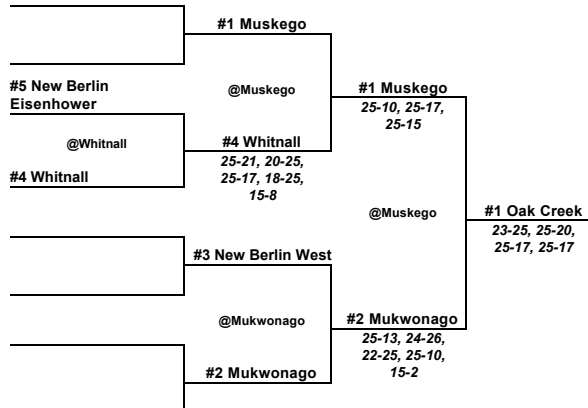 #1 Muskego
#5 New Berlin
Eisenhower
@Muskego
#1 Muskego
25-10, 25-17,
25-15
@Whitnall
#4 Whitnall
25-21, 20-25,
25-17, 18-25,
15-8
#4 Whitnall
@Muskego
#1 Oak Creek
23-25, 25-20,
25-17, 25-17
#3 New Berlin West
@Mukwonago
#2 Mukwonago
25-13, 24-26,
22-25, 25-10,
15-2
#2 Mukwonago